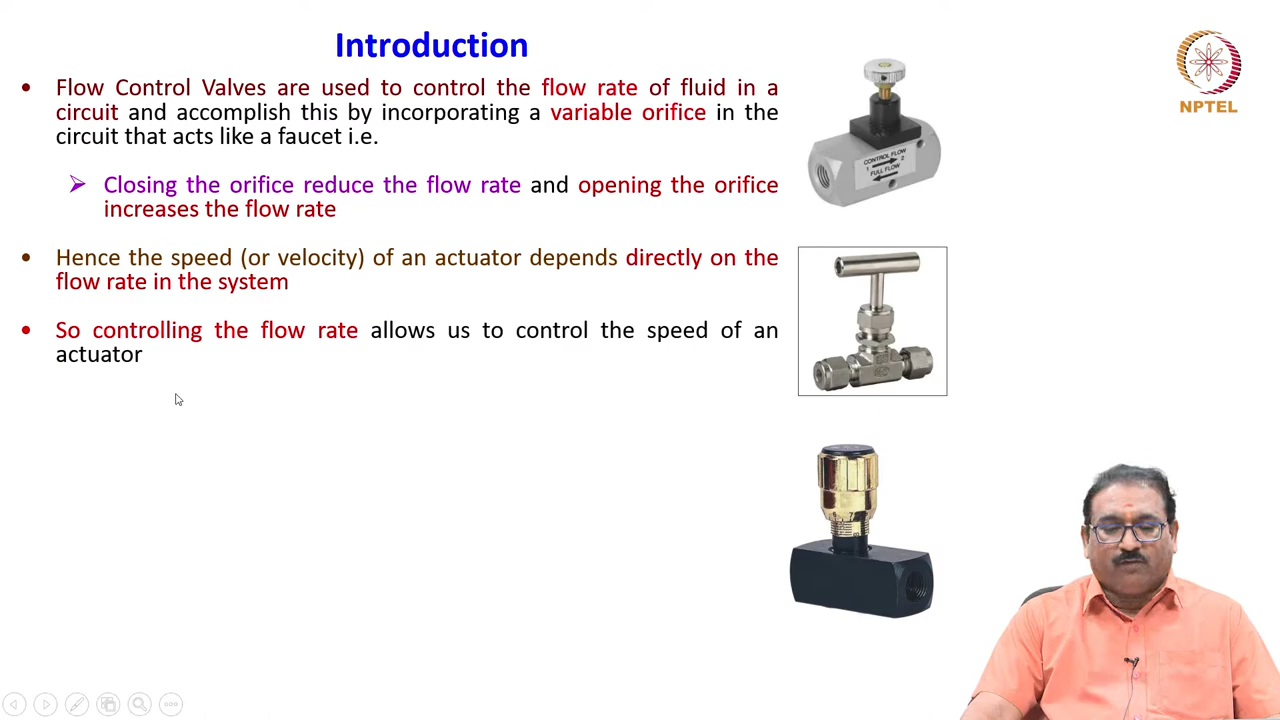 Introduction
NPTEL
• Flow Control Valves are used to control the flow rate of fluid in a
circuit and accomplish this by incorporating a variable orifice in the
circuit that acts like a faucet i.e.
➢ Closing the orifice reduce the flow rate and opening the orifice
increases the flow rate
• Hence the speed (or velocity) of an actuator depends directly on the
flow rate in the system
• So controlling the flow rate allows us to control the speed of an
actuator
CONTROL FLOW
1 2
FULL FLOW